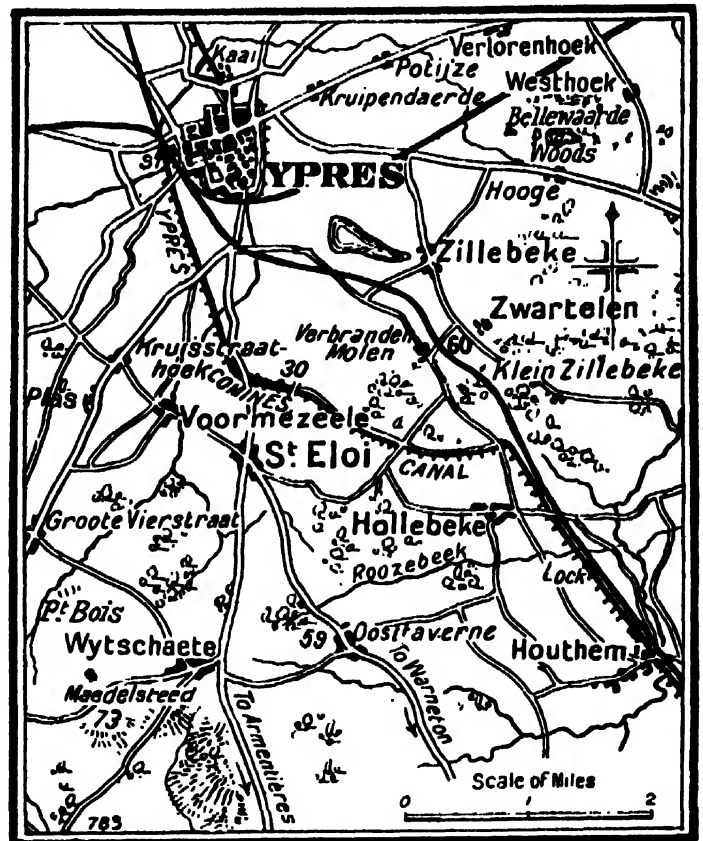 Kaai
Verlorenhoek
Potijze
Westhoek
Kruipendaerde
Bellewaarde
Woods
St
YPRES
Hooge
YPRES
Zillebeke
Zwartelen
Verbranden
Molen
60
Kruisstraat-
hoek
COMINES
30
Klein Zillebeke
Plas
Voormezeele
St Eloi
CANAL
Groote Vierstraat
Hollebeke
Roozebeek
Lock
Pt Bois
Wytschaete
59
Oosttaverne
Houthem
Maedelsteed
73
To Armentières
To Warneton
Scale of Miles
0 1 2
783